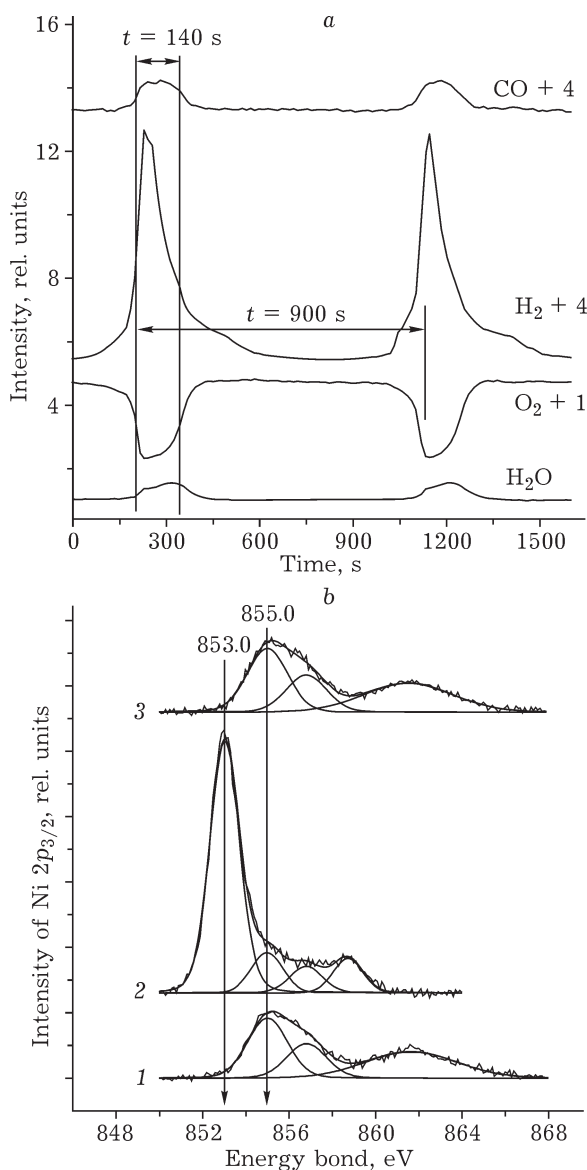 a
16
t = 140 s
CO + 4
12
Intensity, rel. units
8
H₂ + 4
t = 900 s
O₂ + 1
4
H₂O
0 300 600 900 1200 1500
Time, s
b
855.0
853.0
3
Intensity of Ni 2p₃/₂, rel. units
2
1
848 852 856 860 864 868
Energy bond, eV